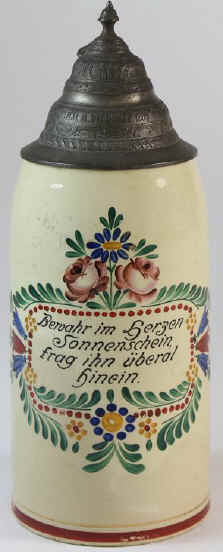 Bewahr im Herzen
Sonnenschein,
trag ihn überal
hinein.